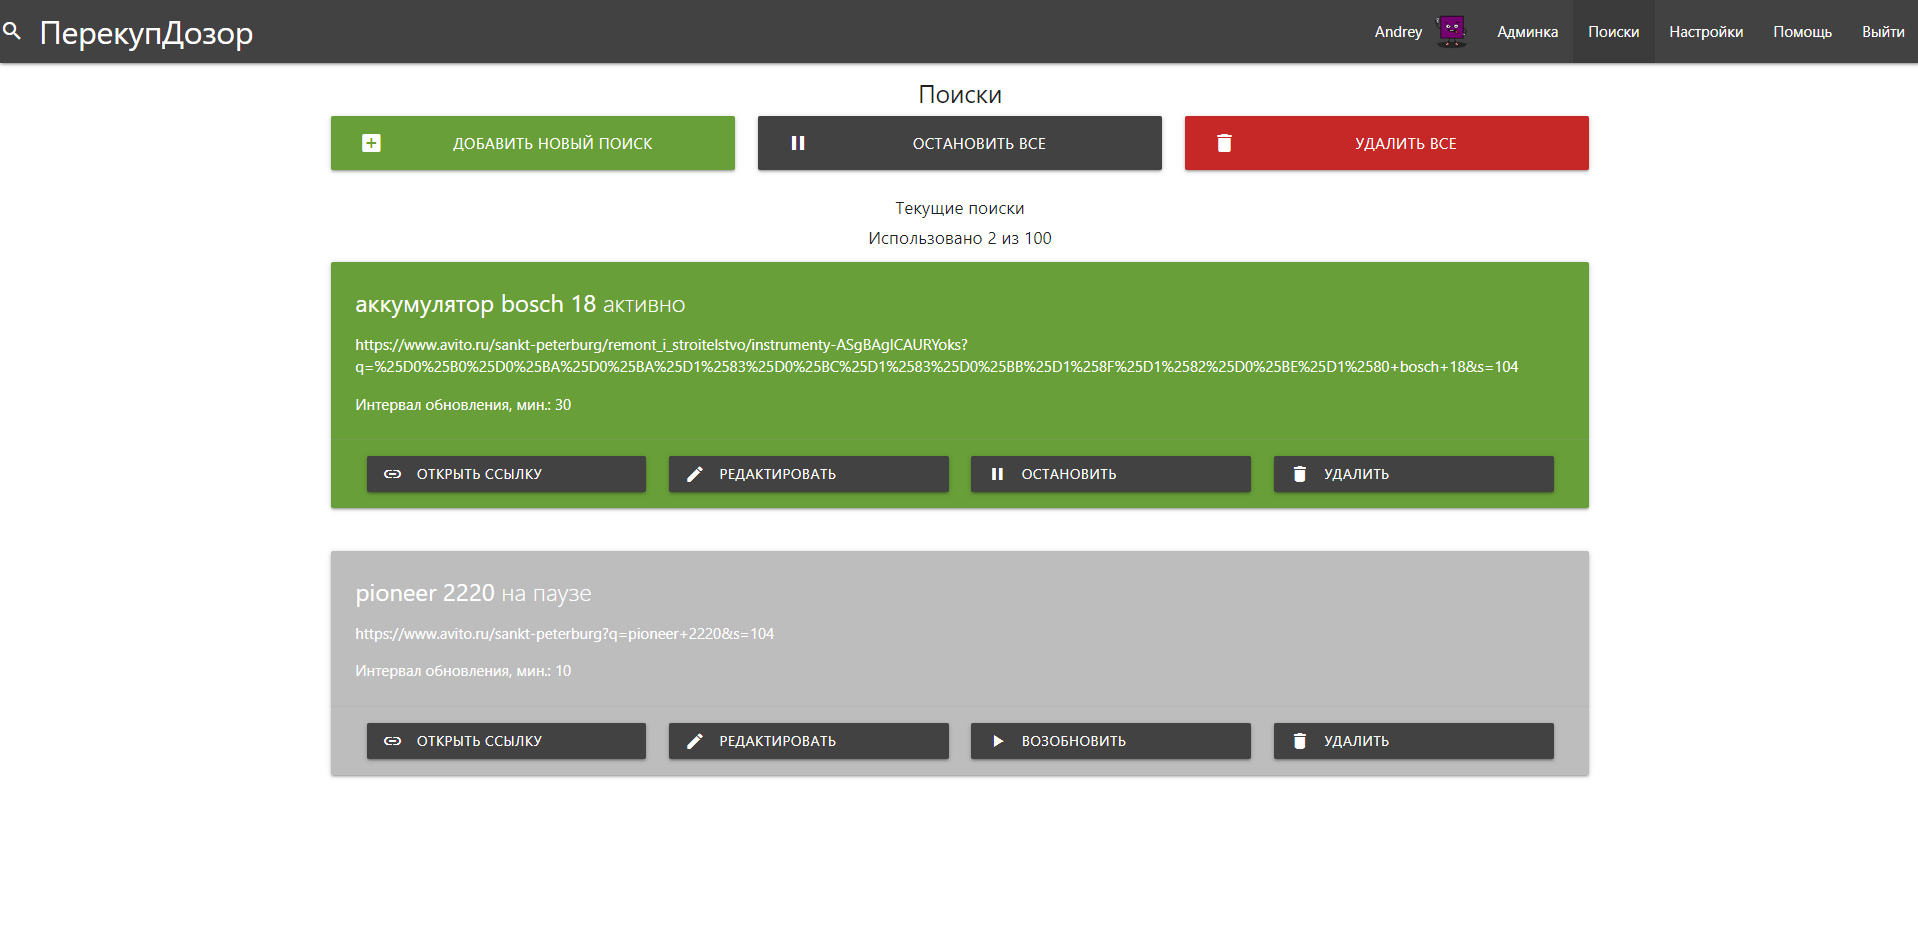 ПерекупДозор
Andrey Админка Поиски Настройки Помощь Выйти
Поиски
ДОБАВИТЬ НОВЫЙ ПОИСК ОСТАНОВИТЬ ВСЕ УДАЛИТЬ ВСЕ
Текущие поиски
Использовано 2 из 100
аккумулятор bosch 18 активно
https://www.avito.ru/sankt-peterburg/remont_i_stroitelstvo/instrumenty-ASgBAgICAURYoks?
q=%25D0%25B0%25D0%25BA%25D0%25BA%25D1%2583%25D0%25BC%25D1%2583%25D0%25BB%25D1%258F%25D1%2582%25D0%25BE%25D1%2580+bosch+18&s=104
Интервал обновления, мин.: 30
ОТКРЫТЬ ССЫЛКУ РЕДАКТИРОВАТЬ ОСТАНОВИТЬ УДАЛИТЬ
pioneer 2220 на паузе
https://www.avito.ru/sankt-peterburg?q=pioneer+2220&s=104
Интервал обновления, мин.: 10
ОТКРЫТЬ ССЫЛКУ РЕДАКТИРОВАТЬ ВОЗОБНОВИТЬ УДАЛИТЬ